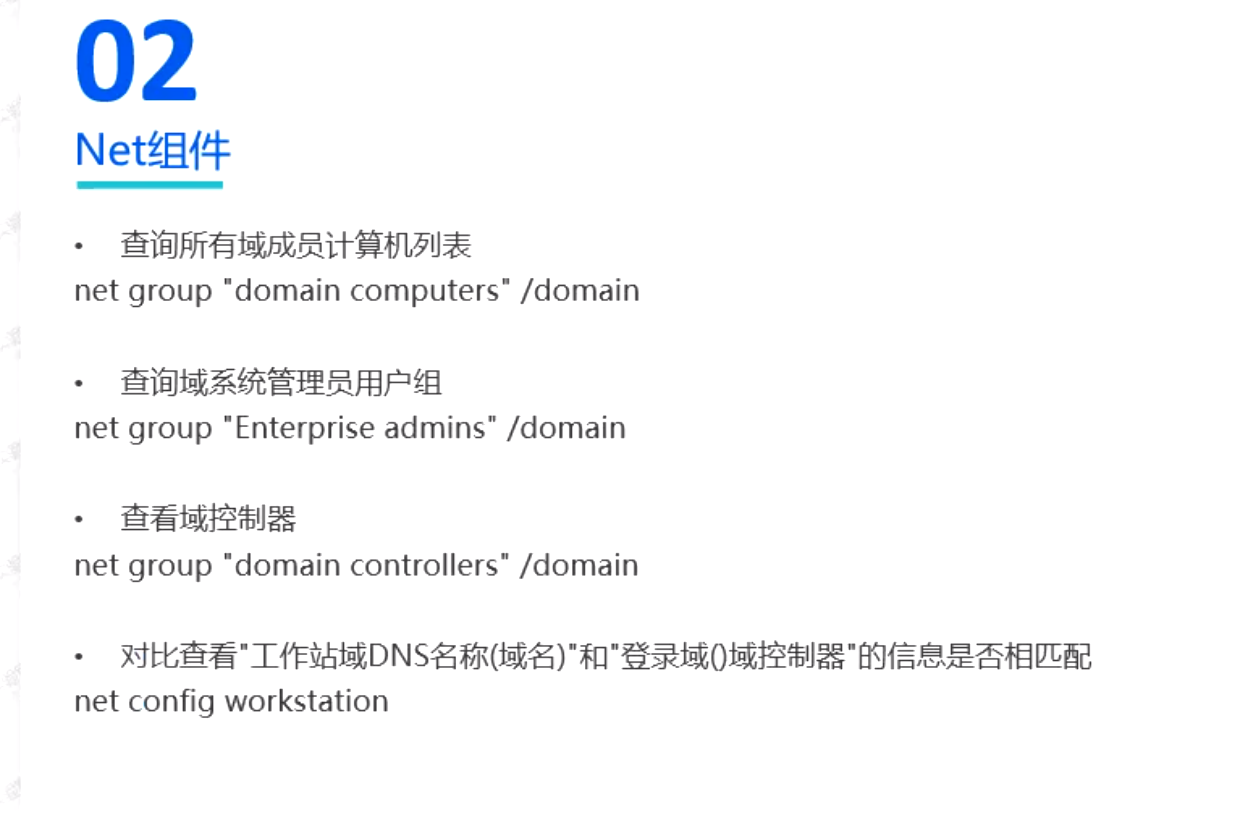 02
Net组件
• 查询所有域成员计算机列表
net group "domain computers" /domain
• 查询域系统管理员用户组
net group "Enterprise admins" /domain
• 查看域控制器
net group "domain controllers" /domain
• 对比查看"工作站域DNS名称(域名)"和"登录域()域控制器"的信息是否相匹配
net config workstation